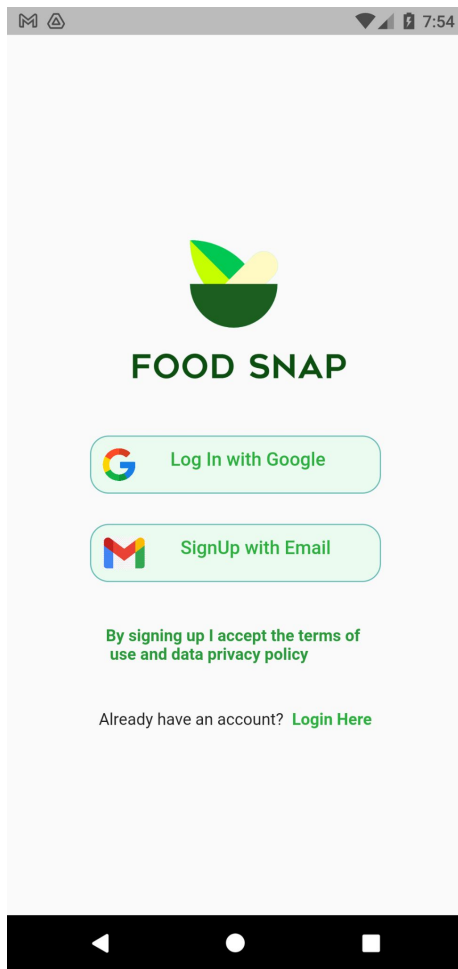 7:54
FOOD SNAP
Log In with Google
SignUp with Email
By signing up I accept the terms of
use and data privacy policy
Already have an account? Login Here